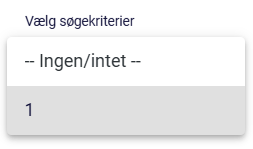 Vælg søgekriterier
-- Ingen/intet --
1